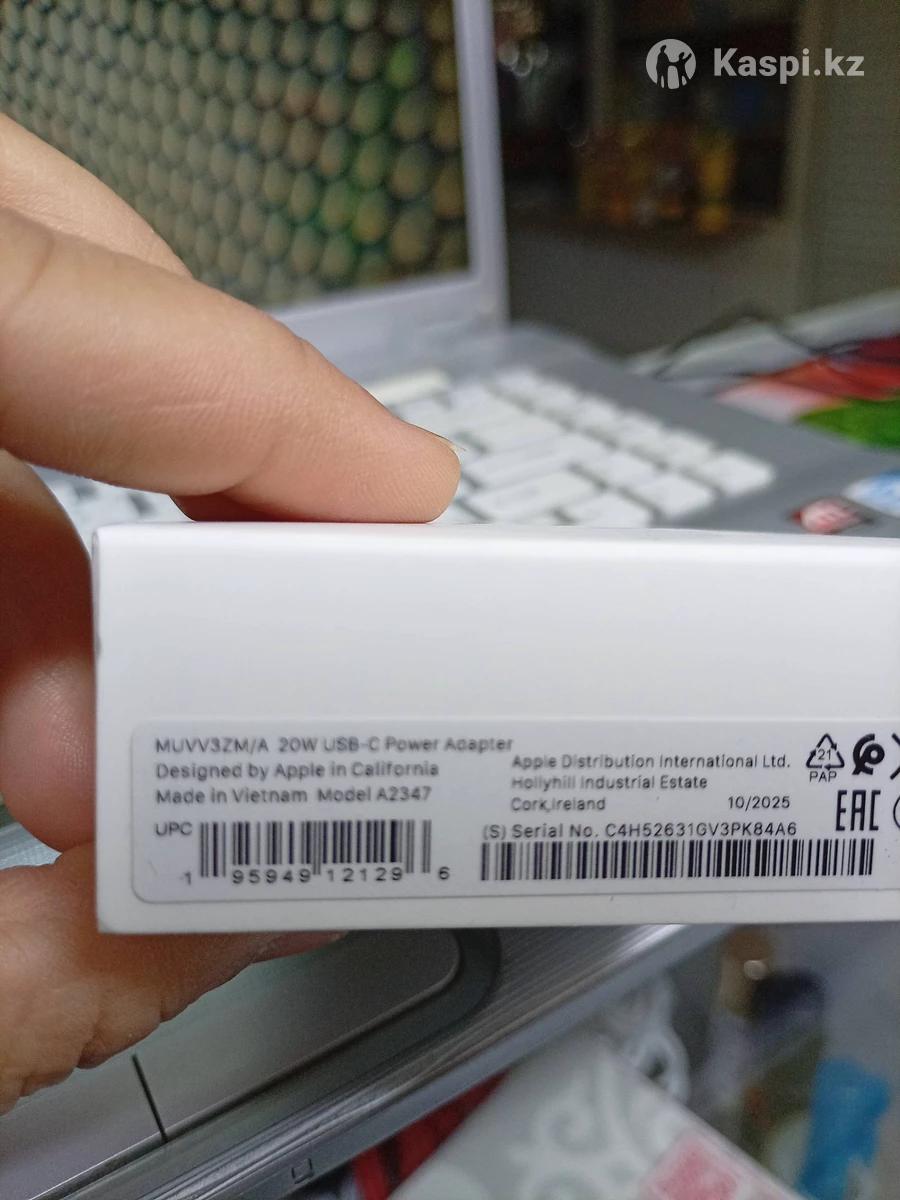 Kaspi.kz
MUVV3ZM/A 20W USB-C Power Adapter
Designed by Apple in California
Made in Vietnam Model A2347
Apple Distribution International Ltd.
Hollyhill Industrial Estate
Cork,Ireland 10/2025
21
PAP
EAC
UPC
1 95949 12129 6
(S) Serial No. C4H52631GV3PK84A6